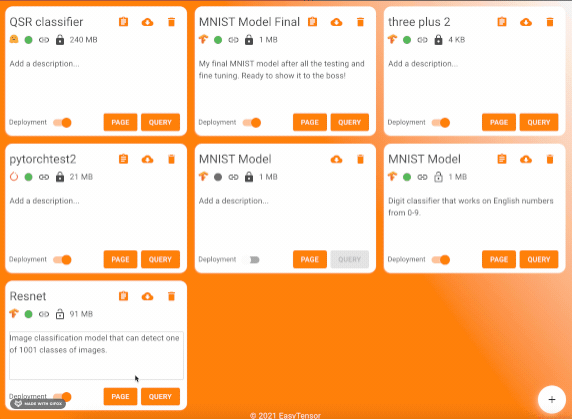 QSR classifier
240 MB
Add a description...
Deployment
PAGE
QUERY
MNIST Model Final
1 MB
My final MNIST model after all the testing and
fine tuning. Ready to show it to the boss!
Deployment
PAGE
QUERY
three plus 2
4 KB
Add a description...
Deployment
PAGE
QUERY
pytorchtest2
21 MB
Add a description...
Deployment
PAGE
QUERY
MNIST Model
1 MB
Add a description...
Deployment
PAGE
QUERY
MNIST Model
1 MB
Digit classifier that works on English numbers
from 0-9.
Deployment
PAGE
QUERY
Resnet
91 MB
Image classification model that can detect one
of 1001 classes of images.
Deployment
PAGE
QUERY
MADE WITH GIFOX
© 2021 EasyTensor